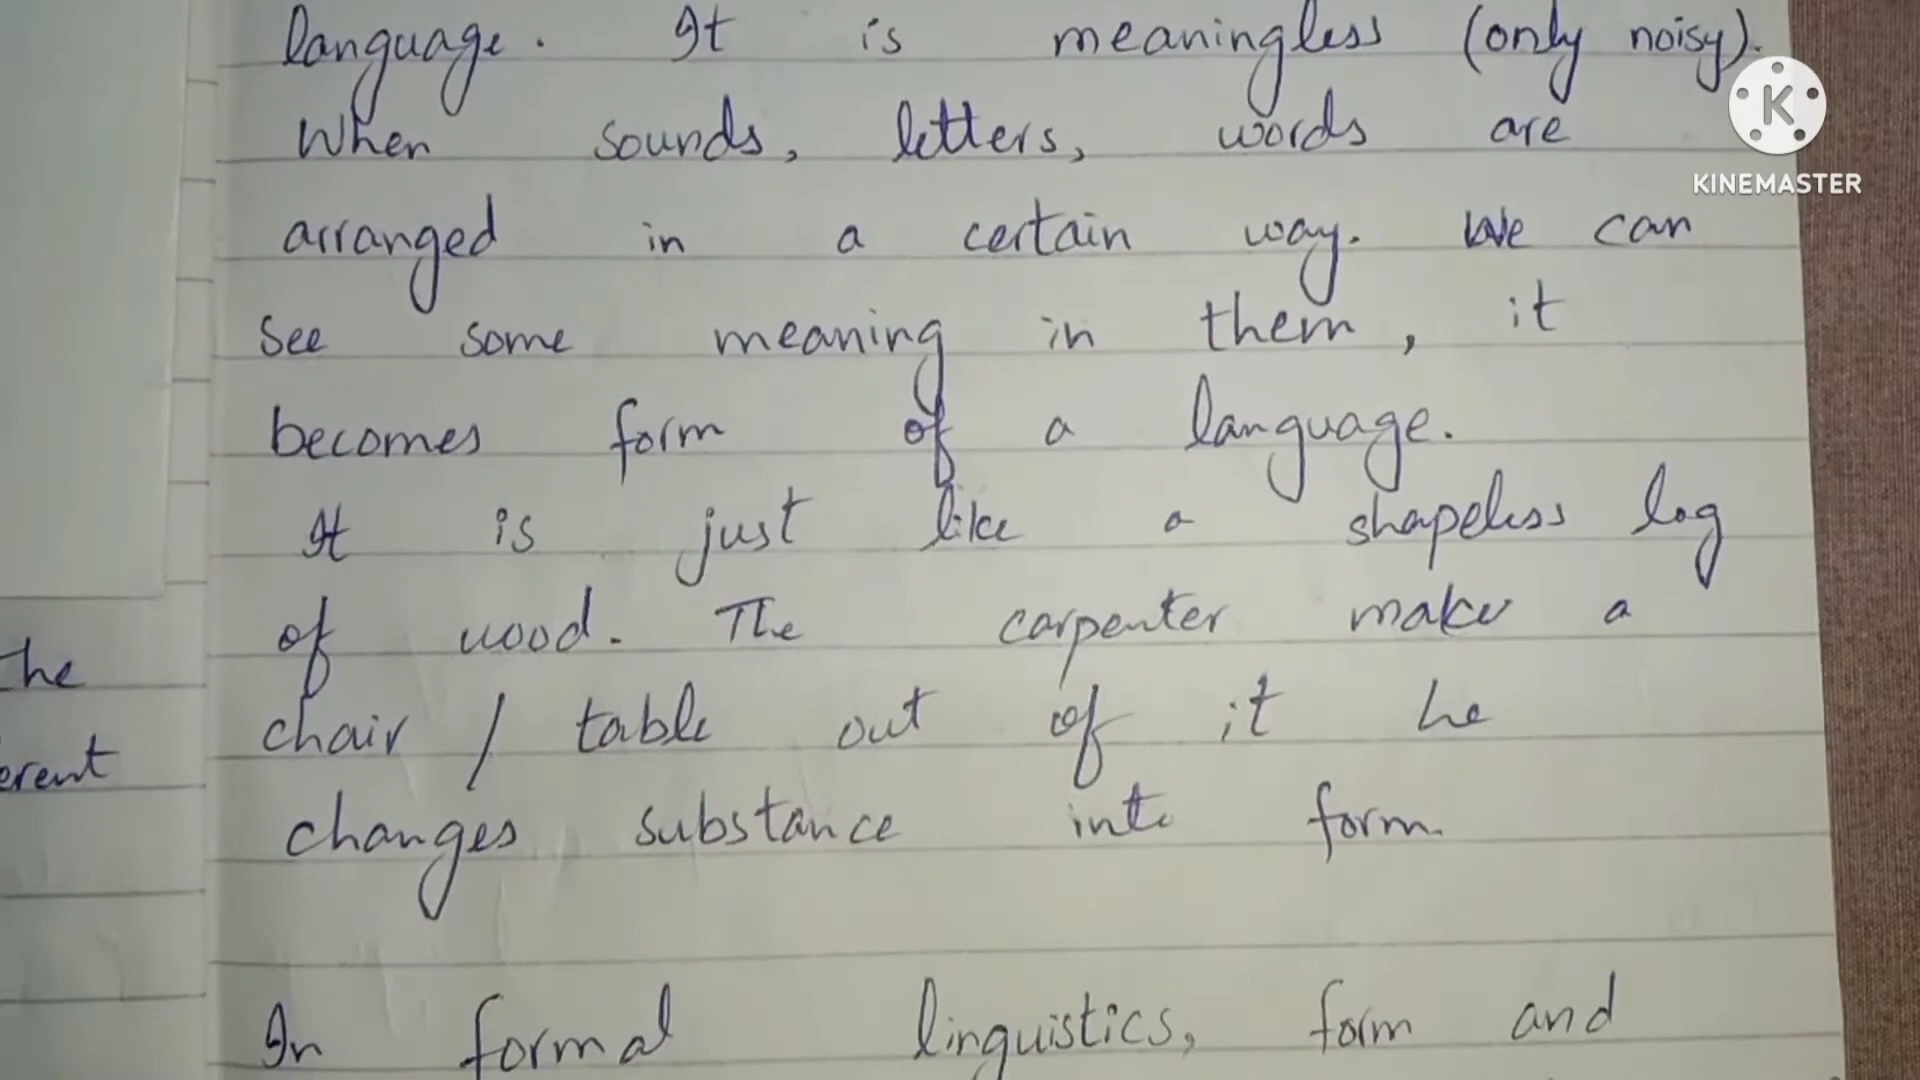 language. It is meaningless (only noisy).
When sounds, letters, words are
arranged in a certain way. We can
see some meaning in them, it
becomes form of a language.
It is just like a shapeless log
of wood. The carpenter make a
chair / table out of it he
changes substance into form.
In formal linguistics, form and
the
erent
K
KINEMASTER